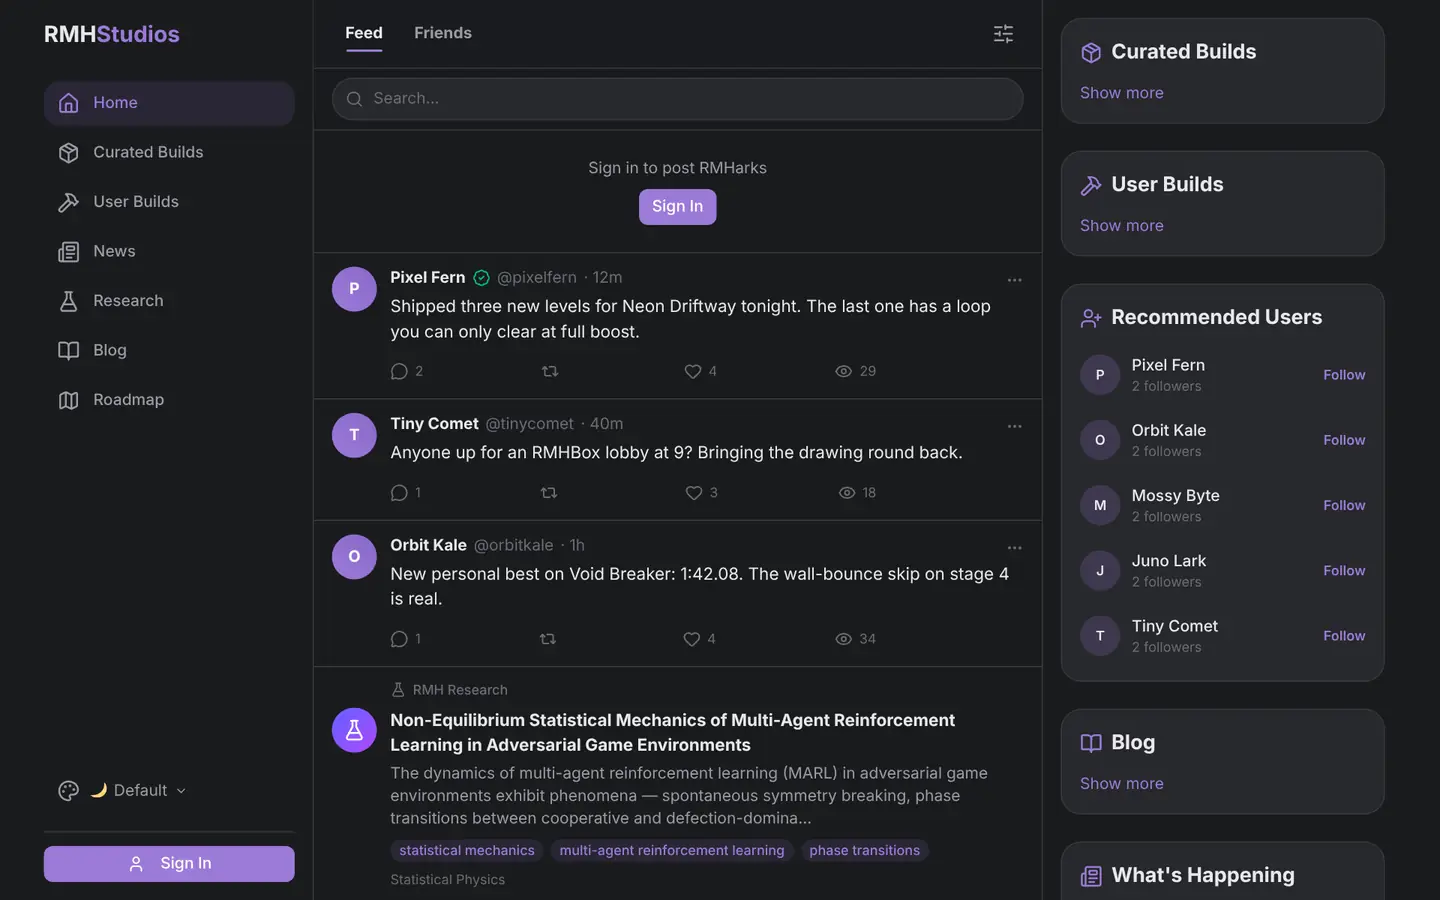 RMHStudios
Home
Curated Builds
User Builds
News
Research
Blog
Roadmap
Default
Sign In
Feed
Friends
Search...
Sign in to post RMHarks
Sign In
P
Pixel Fern @pixelfern · 12m
Shipped three new levels for Neon Driftway tonight. The last one has a loop
you can only clear at full boost.
2
4
29
T
Tiny Comet @tinycomet · 40m
Anyone up for an RMHBox lobby at 9? Bringing the drawing round back.
1
3
18
O
Orbit Kale @orbitkale · 1h
New personal best on Void Breaker: 1:42.08. The wall-bounce skip on stage 4
is real.
1
4
34
RMH Research
Non-Equilibrium Statistical Mechanics of Multi-Agent Reinforcement
Learning in Adversarial Game Environments
The dynamics of multi-agent reinforcement learning (MARL) in adversarial game
environments exhibit phenomena — spontaneous symmetry breaking, phase
transitions between cooperative and defection-domina...
statistical mechanics
multi-agent reinforcement learning
phase transitions
Statistical Physics
Curated Builds
Show more
User Builds
Show more
Recommended Users
P
Pixel Fern
2 followers
Follow
O
Orbit Kale
2 followers
Follow
M
Mossy Byte
2 followers
Follow
J
Juno Lark
2 followers
Follow
T
Tiny Comet
2 followers
Follow
Blog
Show more
What's Happening